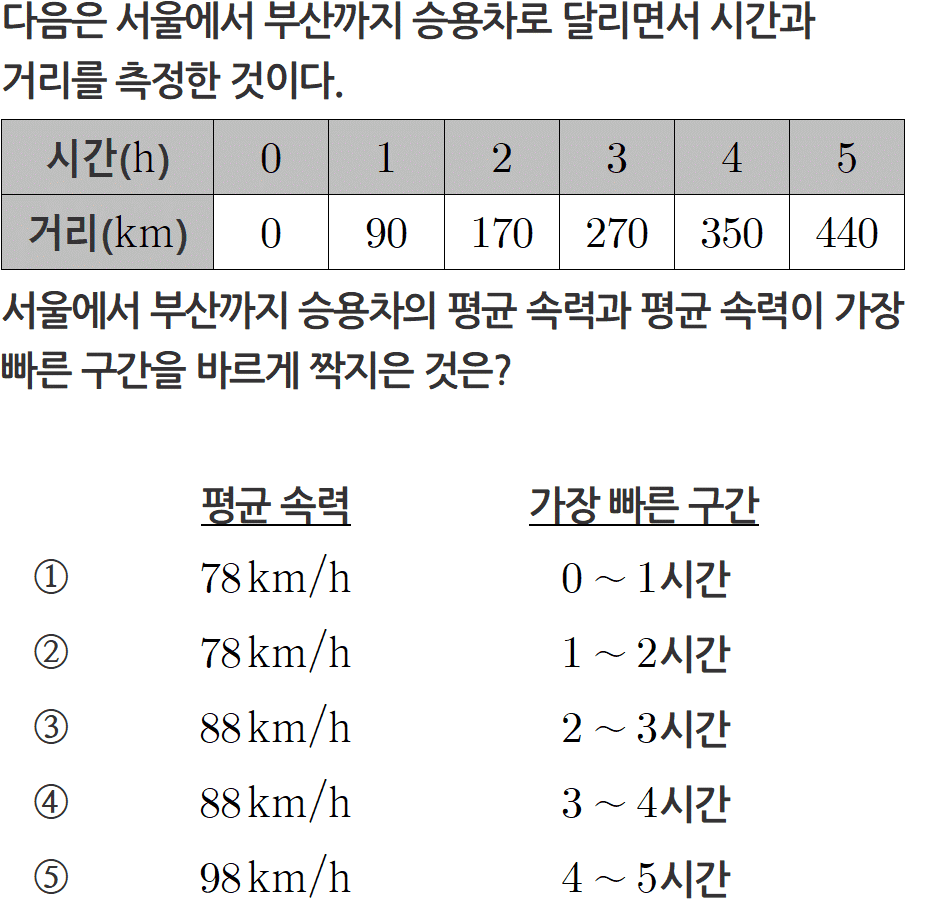 다음은 서울에서 부산까지 승용차로 달리면서 시간과
거리를 측정한 것이다.
시간(h) 0 1 2 3 4 5
거리(km) 0 90 170 270 350 440
서울에서 부산까지 승용차의 평균 속력과 평균 속력이 가장
빠른 구간을 바르게 짝지은 것은?
평균 속력 가장 빠른 구간
① 78 km/h 0 ~ 1시간
② 78 km/h 1 ~ 2시간
③ 88 km/h 2 ~ 3시간
④ 88 km/h 3 ~ 4시간
⑤ 98 km/h 4 ~ 5시간